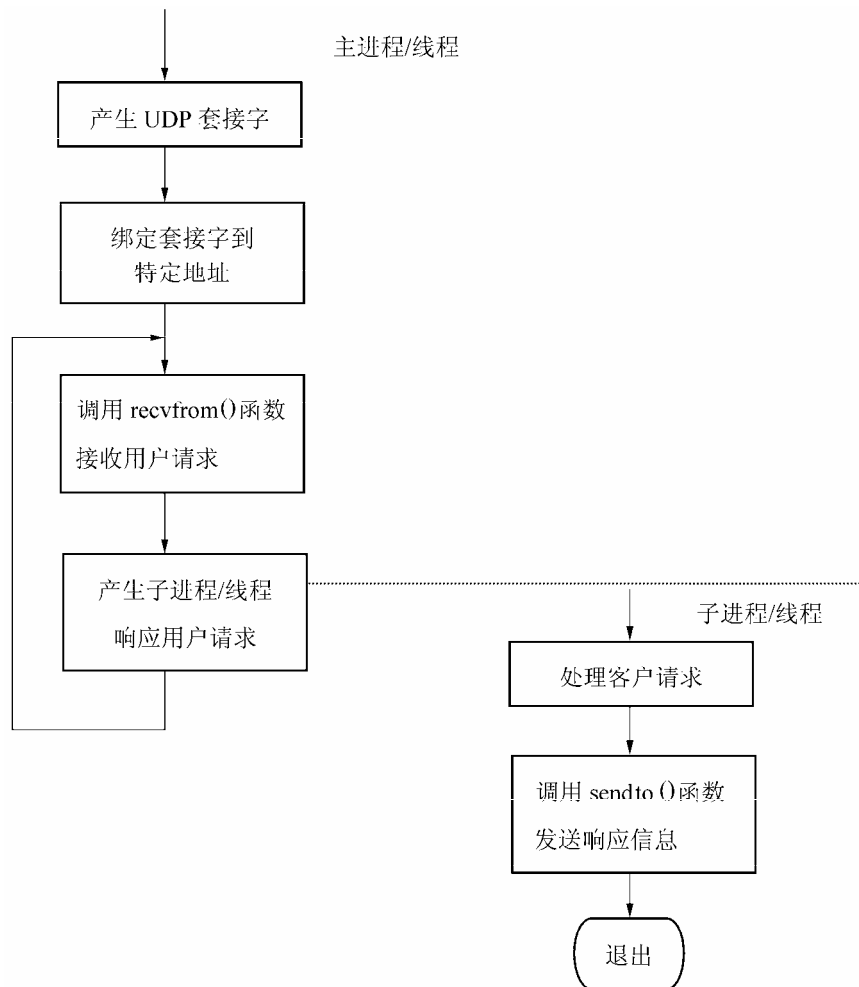 主进程/线程
产生 UDP 套接字
绑定套接字到
特定地址
调用 recvfrom()函数
接收用户请求
产生子进程/线程
响应用户请求
子进程/线程
处理客户请求
调用 sendto ()函数
发送响应信息
退出